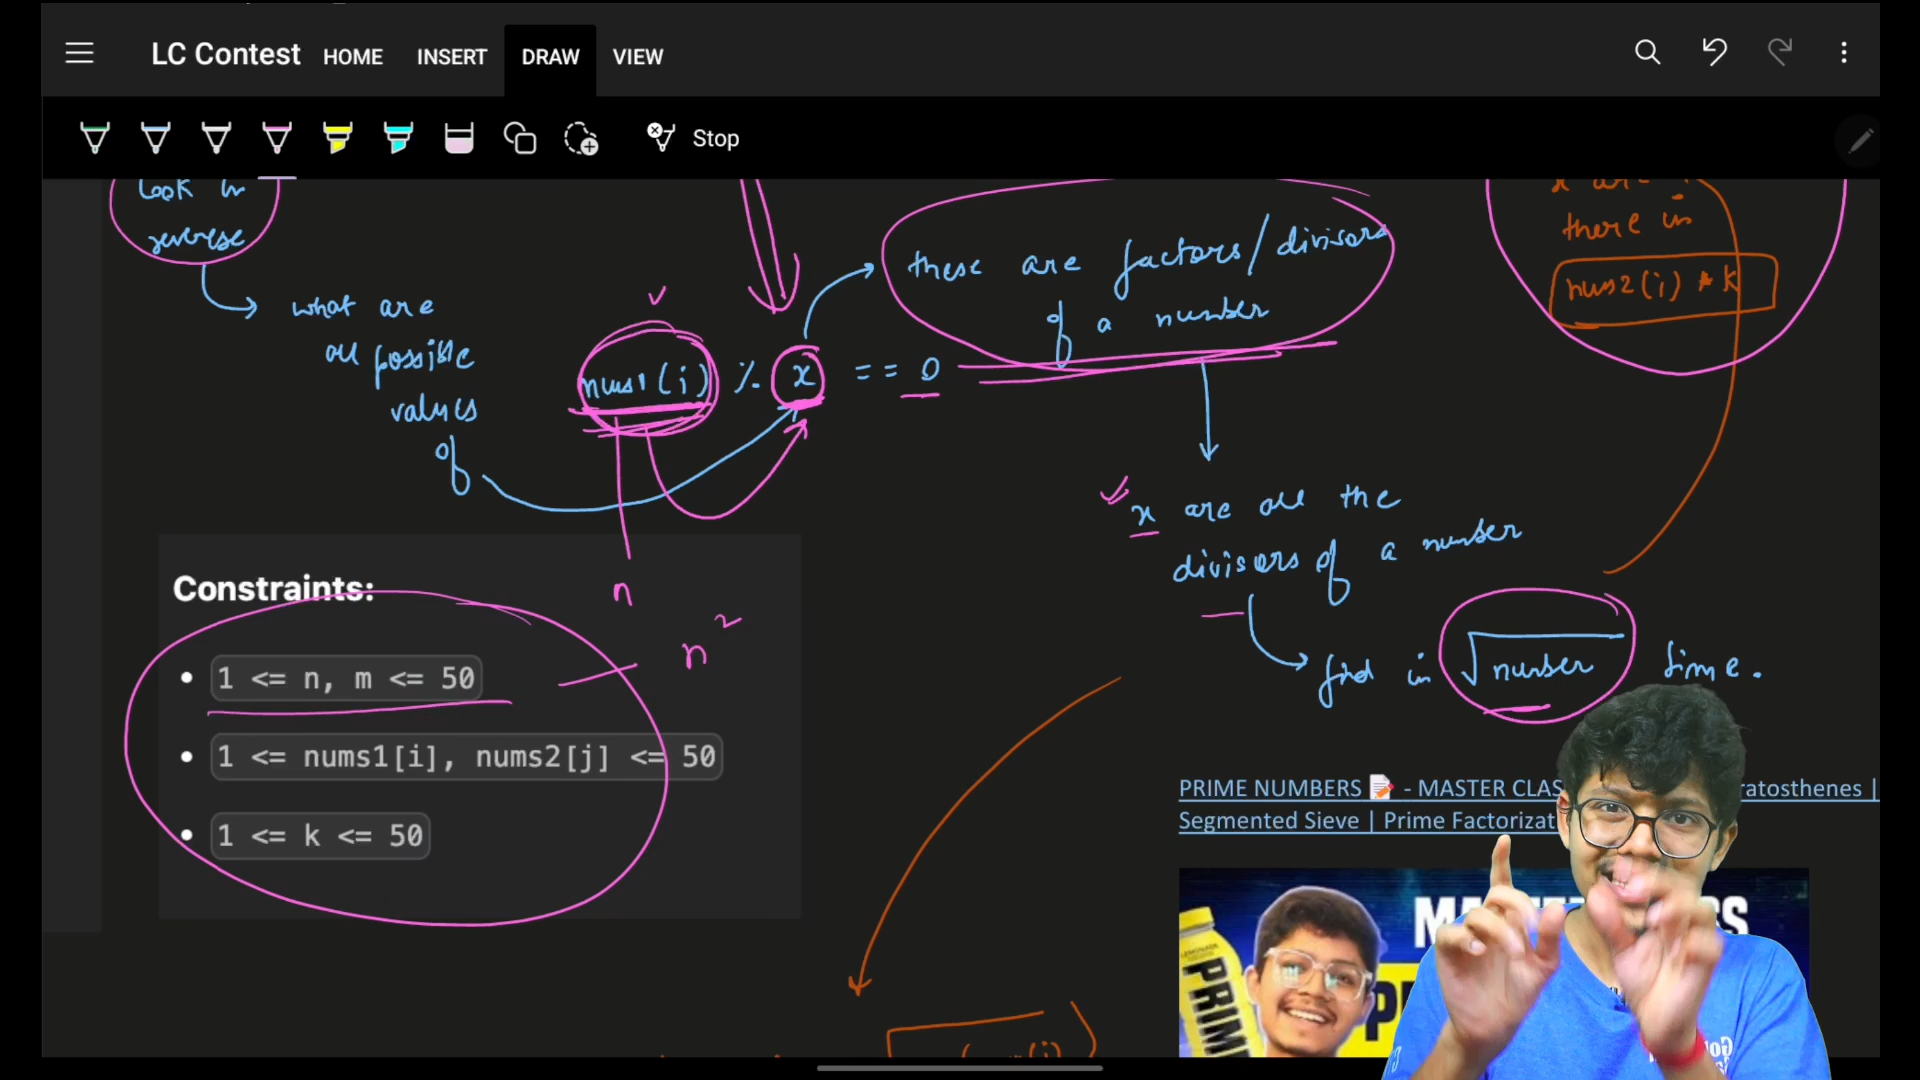 LC Contest HOME INSERT DRAW VIEW
Stop
look in
reverse
what are
all possible
values
of
nums1(i) % x == 0
these are factors/divisors
of a number
there in
nums2(i) * k
x are all the
divisors of a number
find in √number time.
n
n²
Constraints:
1 <= n, m <= 50
1 <= nums1[i], nums2[j] <= 50
1 <= k <= 50
PRIME NUMBERS 📝 - MASTER CLAS ratosthenes |
Segmented Sieve | Prime Factorizat
PRIM